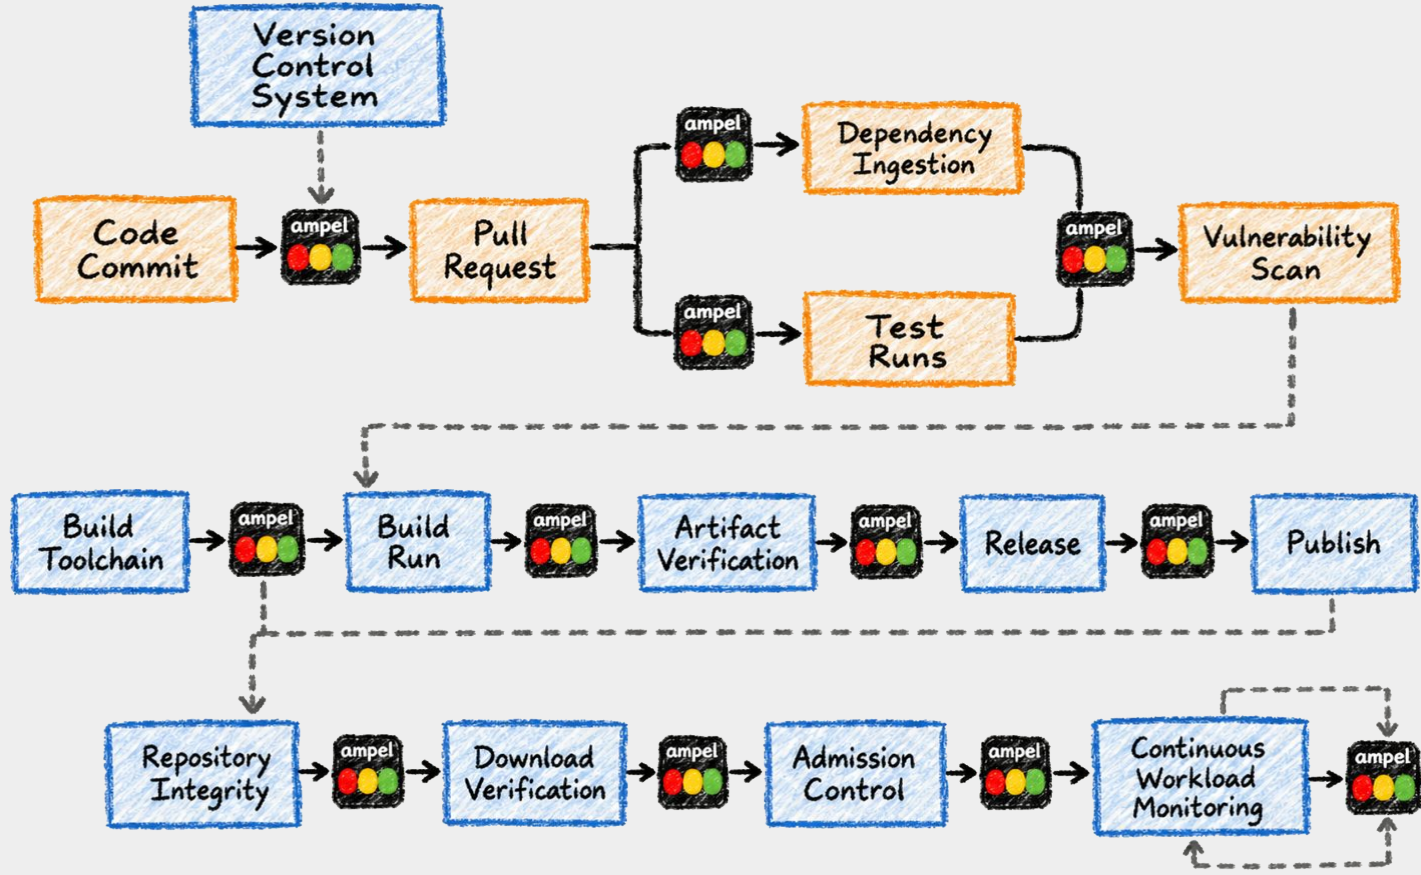 Version
Control
System
Code
Commit
ampel
Pull
Request
ampel
Dependency
Ingestion
ampel
Test
Runs
ampel
Vulnerability
Scan
Build
Toolchain
ampel
Build
Run
ampel
Artifact
Verification
ampel
Release
ampel
Publish
Repository
Integrity
ampel
Download
Verification
ampel
Admission
Control
ampel
Continuous
Workload
Monitoring
ampel